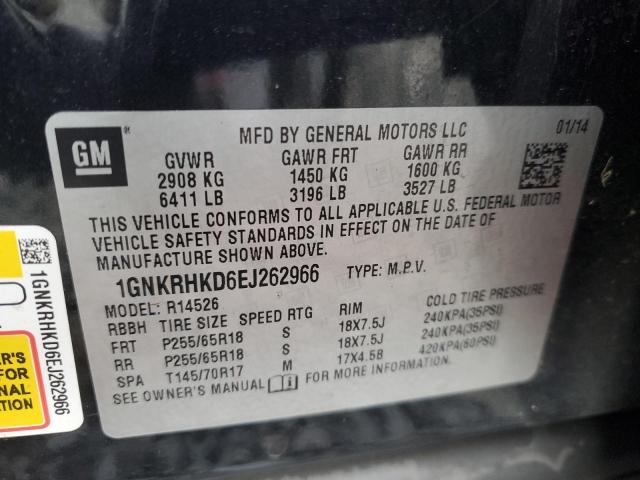 GM
®
MFD BY GENERAL MOTORS LLC
01/14
GVWR GAWR FRT GAWR RR
2908 KG 1450 KG 1600 KG
6411 LB 3196 LB 3527 LB
THIS VEHICLE CONFORMS TO ALL APPLICABLE U.S. FEDERAL MOTOR
VEHICLE SAFETY STANDARDS IN EFFECT ON THE DATE OF
MANUFACTURE SHOWN ABOVE.
1GNKRHKD6EJ262966 TYPE: M.P.V.
MODEL: R14526
RBBH TIRE SIZE SPEED RTG RIM COLD TIRE PRESSURE
FRT P255/65R18 S 18X7.5J 240KPA(35PSI)
RR P255/65R18 S 18X7.5J 240KPA(35PSI)
SPA T145/70R17 M 17X4.5B 420KPA(60PSI)
SEE OWNER'S MANUAL FOR MORE INFORMATION.
1GNKRHKD6EJ262966
FOR